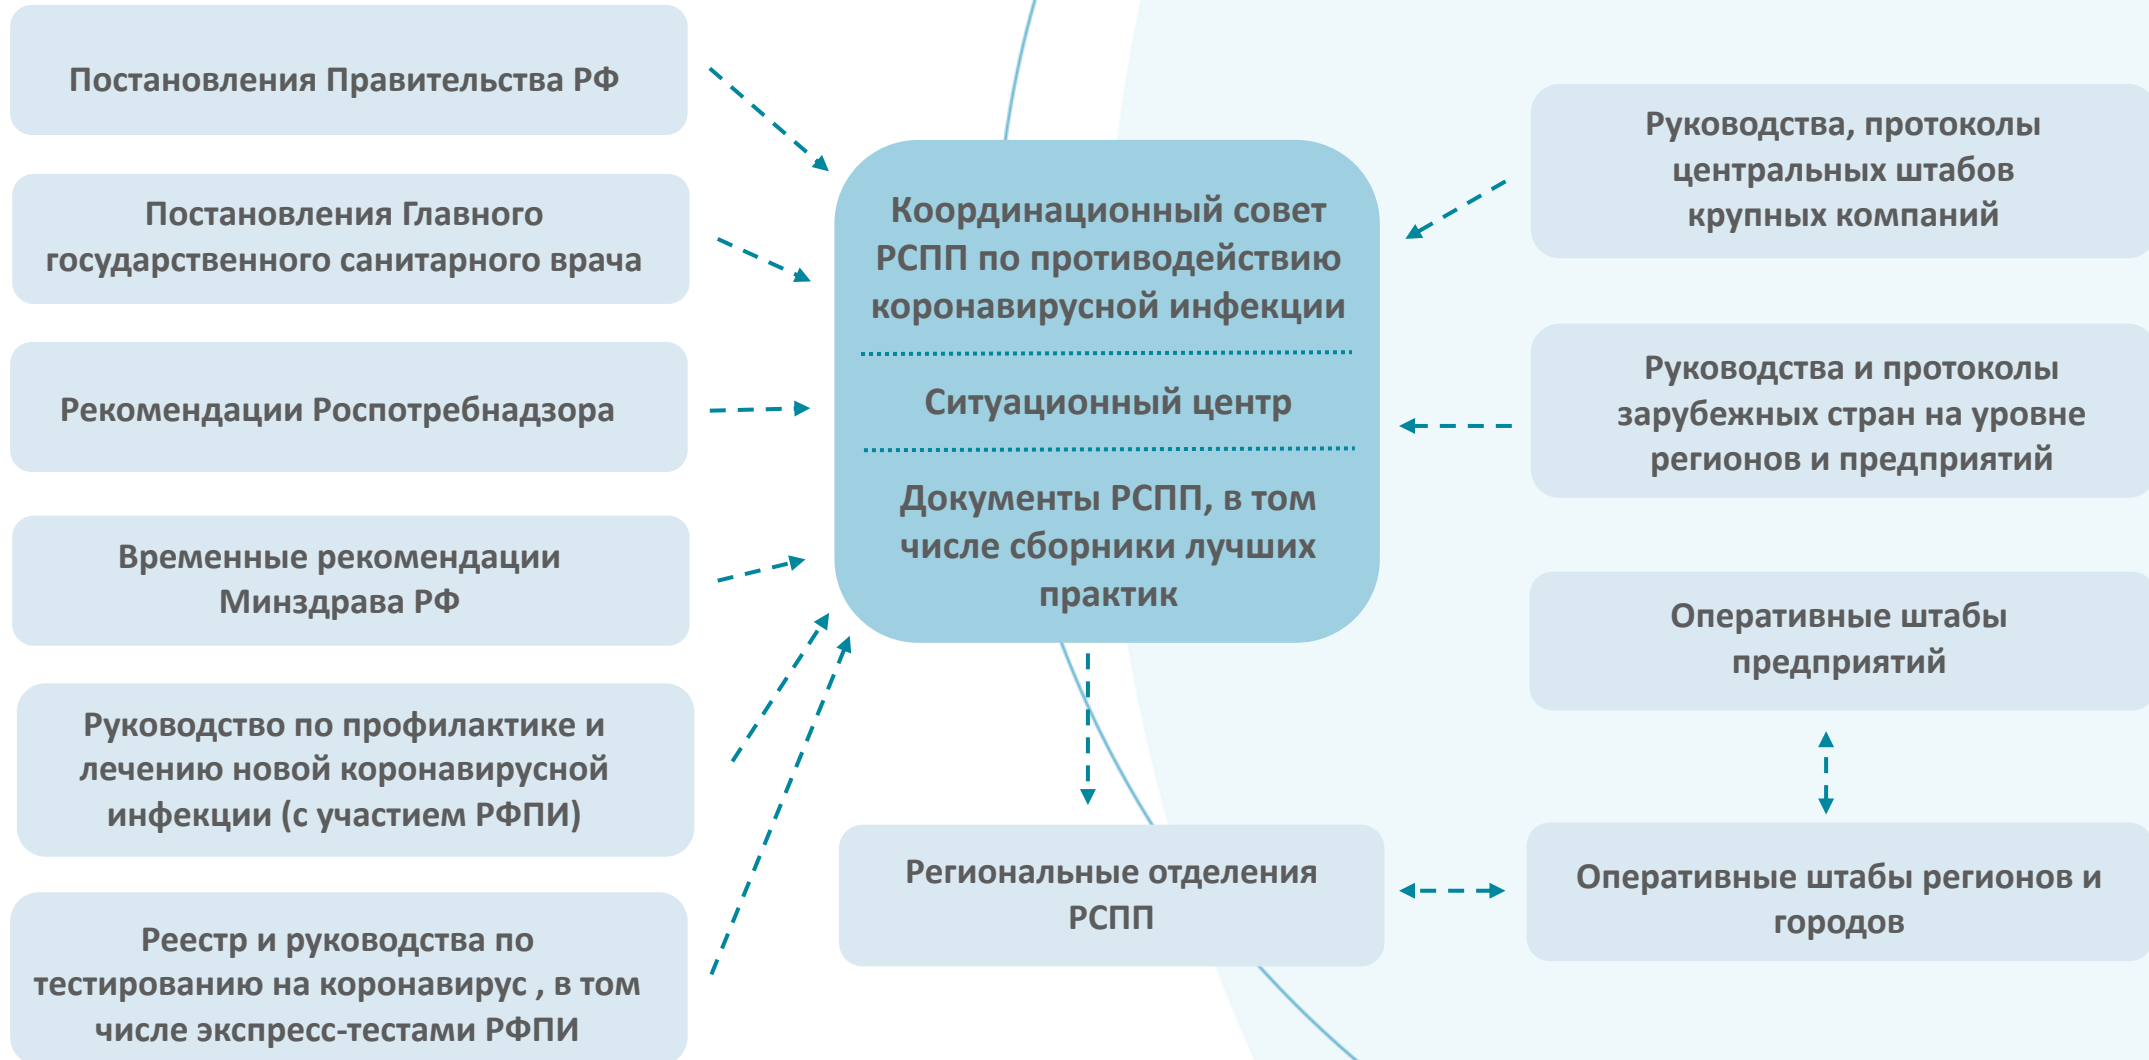 Постановления Правительства РФ
Постановления Главного
государственного санитарного врача
Рекомендации Роспотребнадзора
Временные рекомендации
Минздрава РФ
Руководство по профилактике и
лечению новой коронавирусной
инфекции (с участием РФПИ)
Реестр и руководства по
тестированию на коронавирус , в том
числе экспресс-тестами РФПИ
Координационный совет
РСПП по противодействию
коронавирусной инфекции
Ситуационный центр
Документы РСПП, в том
числе сборники лучших
практик
Региональные отделения
РСПП
Руководства, протоколы
центральных штабов
крупных компаний
Руководства и протоколы
зарубежных стран на уровне
регионов и предприятий
Оперативные штабы
предприятий
Оперативные штабы регионов и
городов